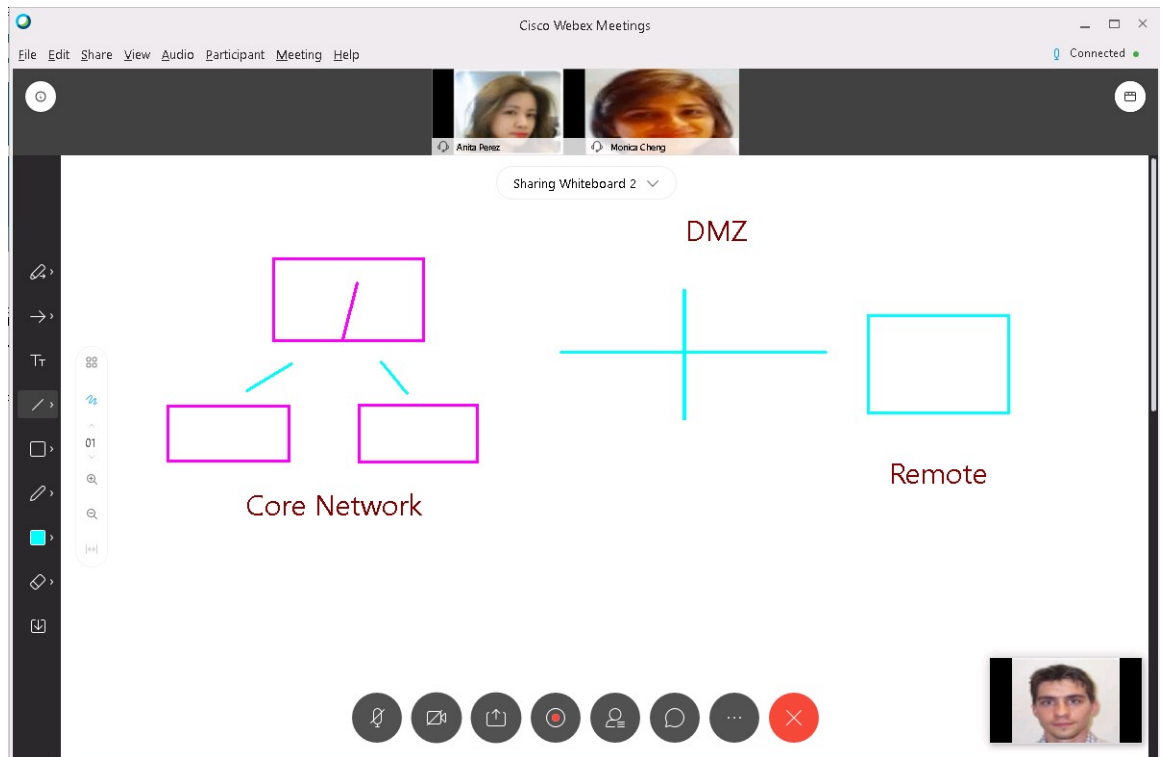 Cisco Webex Meetings
File Edit Share View Audio Participant Meeting Help
Connected
Anita Perez
Monica Cheng
Sharing Whiteboard 2
DMZ
Tт
01
Core Network
Remote